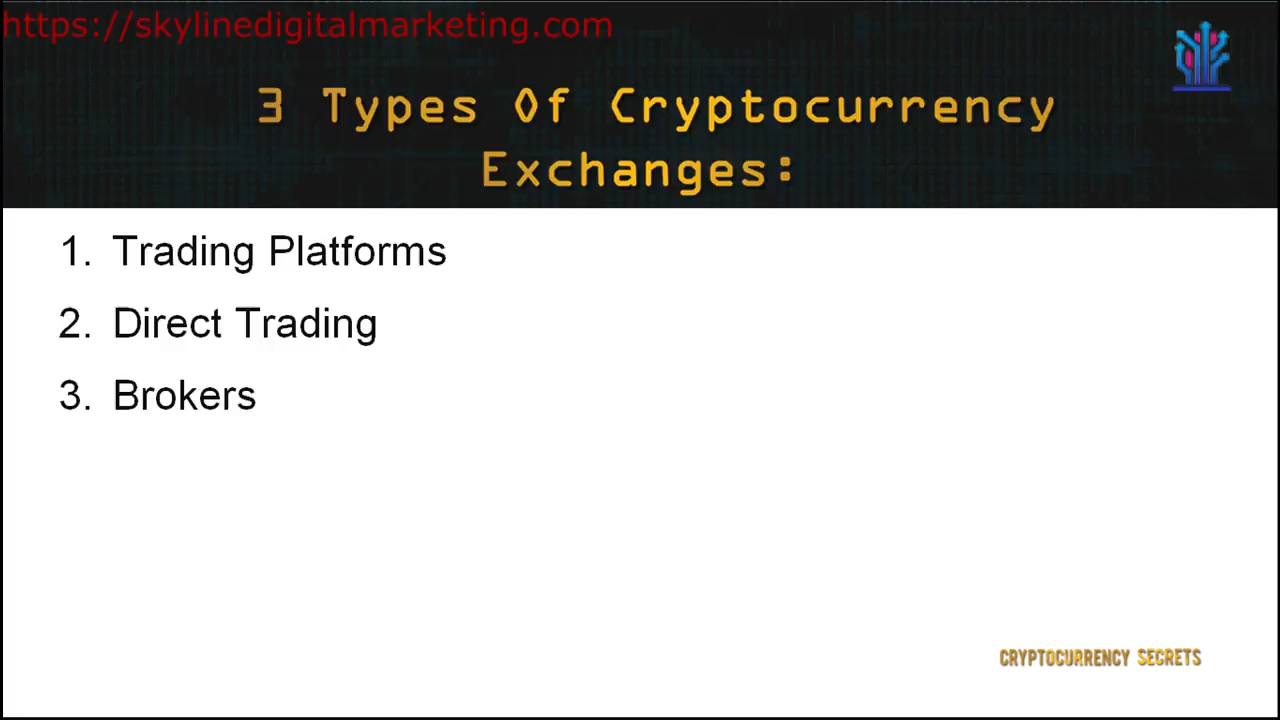 https://skylinedigitalmarketing.com
3 Types Of Cryptocurrency
Exchanges:
1. Trading Platforms
2. Direct Trading
3. Brokers
CRYPTOCURRENCY SECRETS